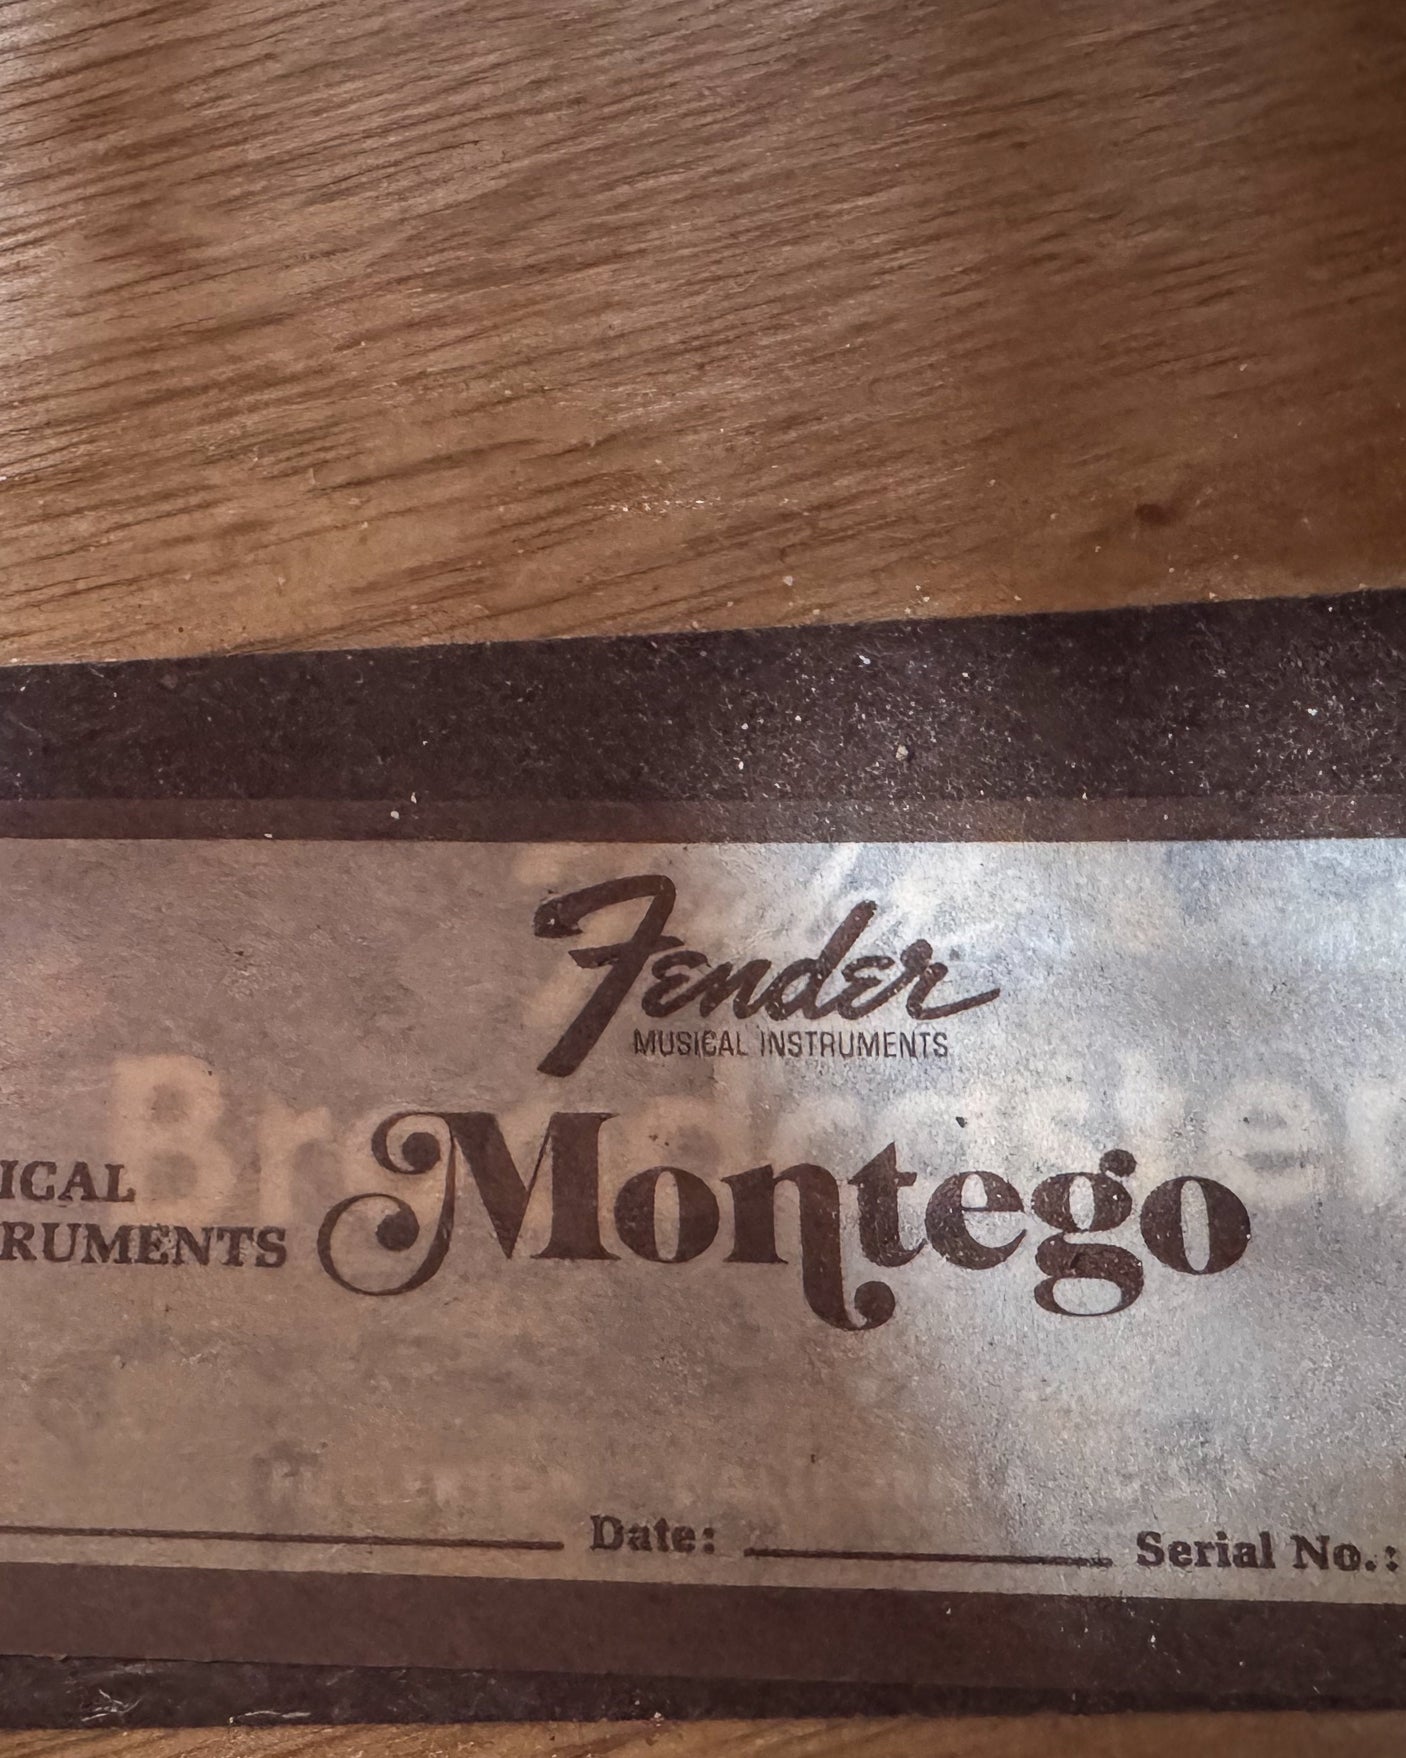 Fender
MUSICAL INSTRUMENTS
Montego
ICAL
RUMENTS
Date:
Serial No.: